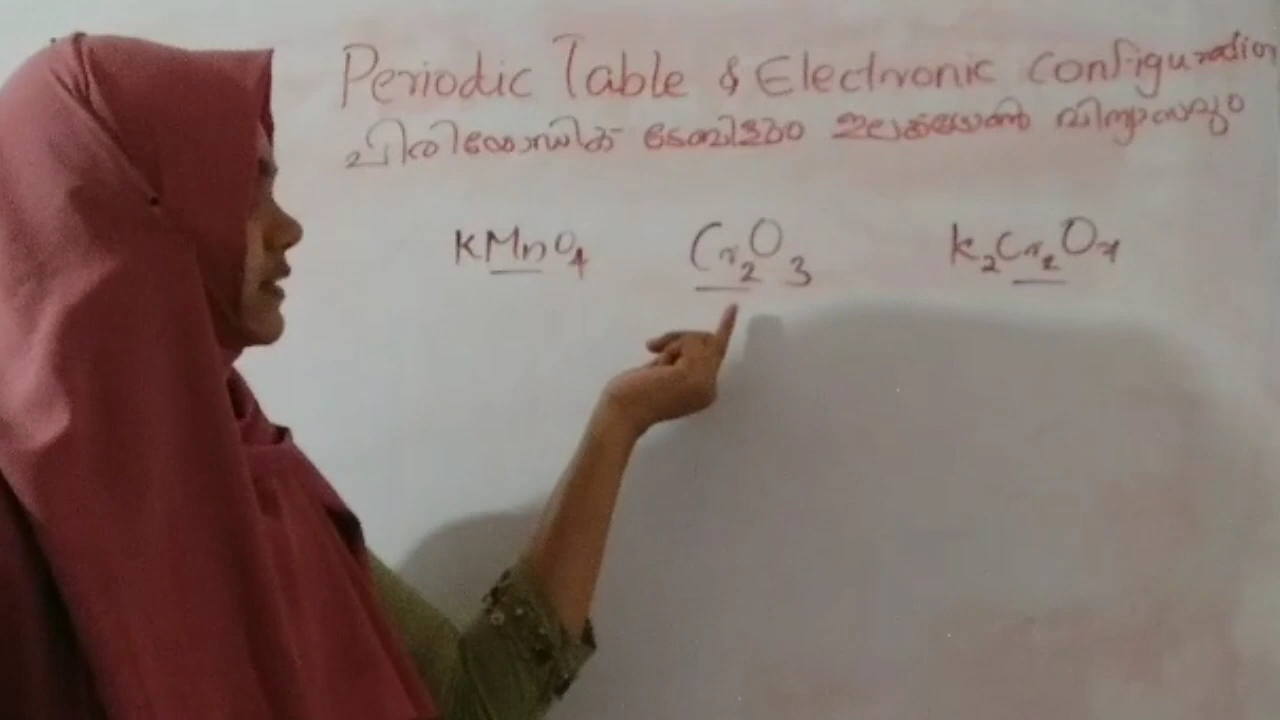 Periodic Table & Electronic Configuration
പിരിയോഡിക് ടേബിളും ഇലക്ട്രോൺ വിന്യാസവും
KMnO4 Cr2O3 K2Cr2O7